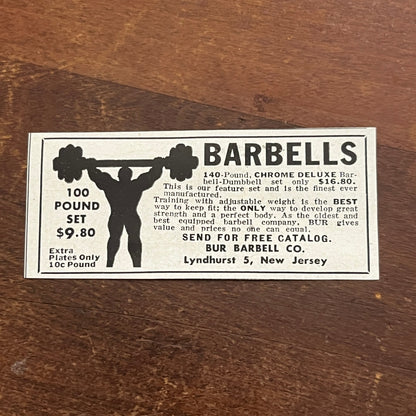 BARBELLS
140-Pound, CHROME DELUXE Bar-
bell-Dumbbell set only $16.80.
This is our feature set and is the finest ever
manufactured.
Training with adjustable weight is the BEST
way to keep fit; the ONLY way to develop great
strength and a perfect body. As the oldest and
best equipped barbell company, BUR gives
value and prices no one can equal.
SEND FOR FREE CATALOG.
BUR BARBELL CO.
Lyndhurst 5, New Jersey
100
POUND
SET
$9.80
Extra
Plates Only
10c Pound